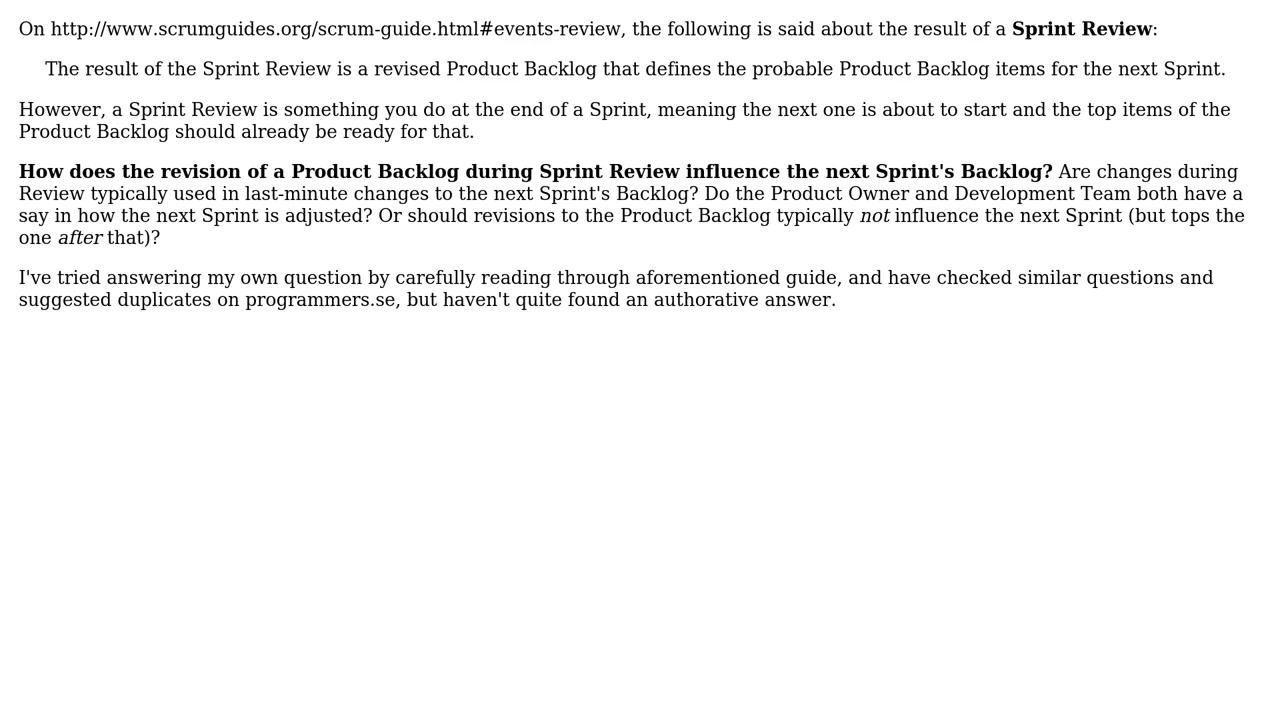 On http://www.scrumguides.org/scrum-guide.html#events-review, the following is said about the result of a Sprint Review:
The result of the Sprint Review is a revised Product Backlog that defines the probable Product Backlog items for the next Sprint.
However, a Sprint Review is something you do at the end of a Sprint, meaning the next one is about to start and the top items of the
Product Backlog should already be ready for that.
How does the revision of a Product Backlog during Sprint Review influence the next Sprint's Backlog? Are changes during
Review typically used in last-minute changes to the next Sprint's Backlog? Do the Product Owner and Development Team both have a
say in how the next Sprint is adjusted? Or should revisions to the Product Backlog typically not influence the next Sprint (but tops the
one after that)?
I've tried answering my own question by carefully reading through aforementioned guide, and have checked similar questions and
suggested duplicates on programmers.se, but haven't quite found an authorative answer.